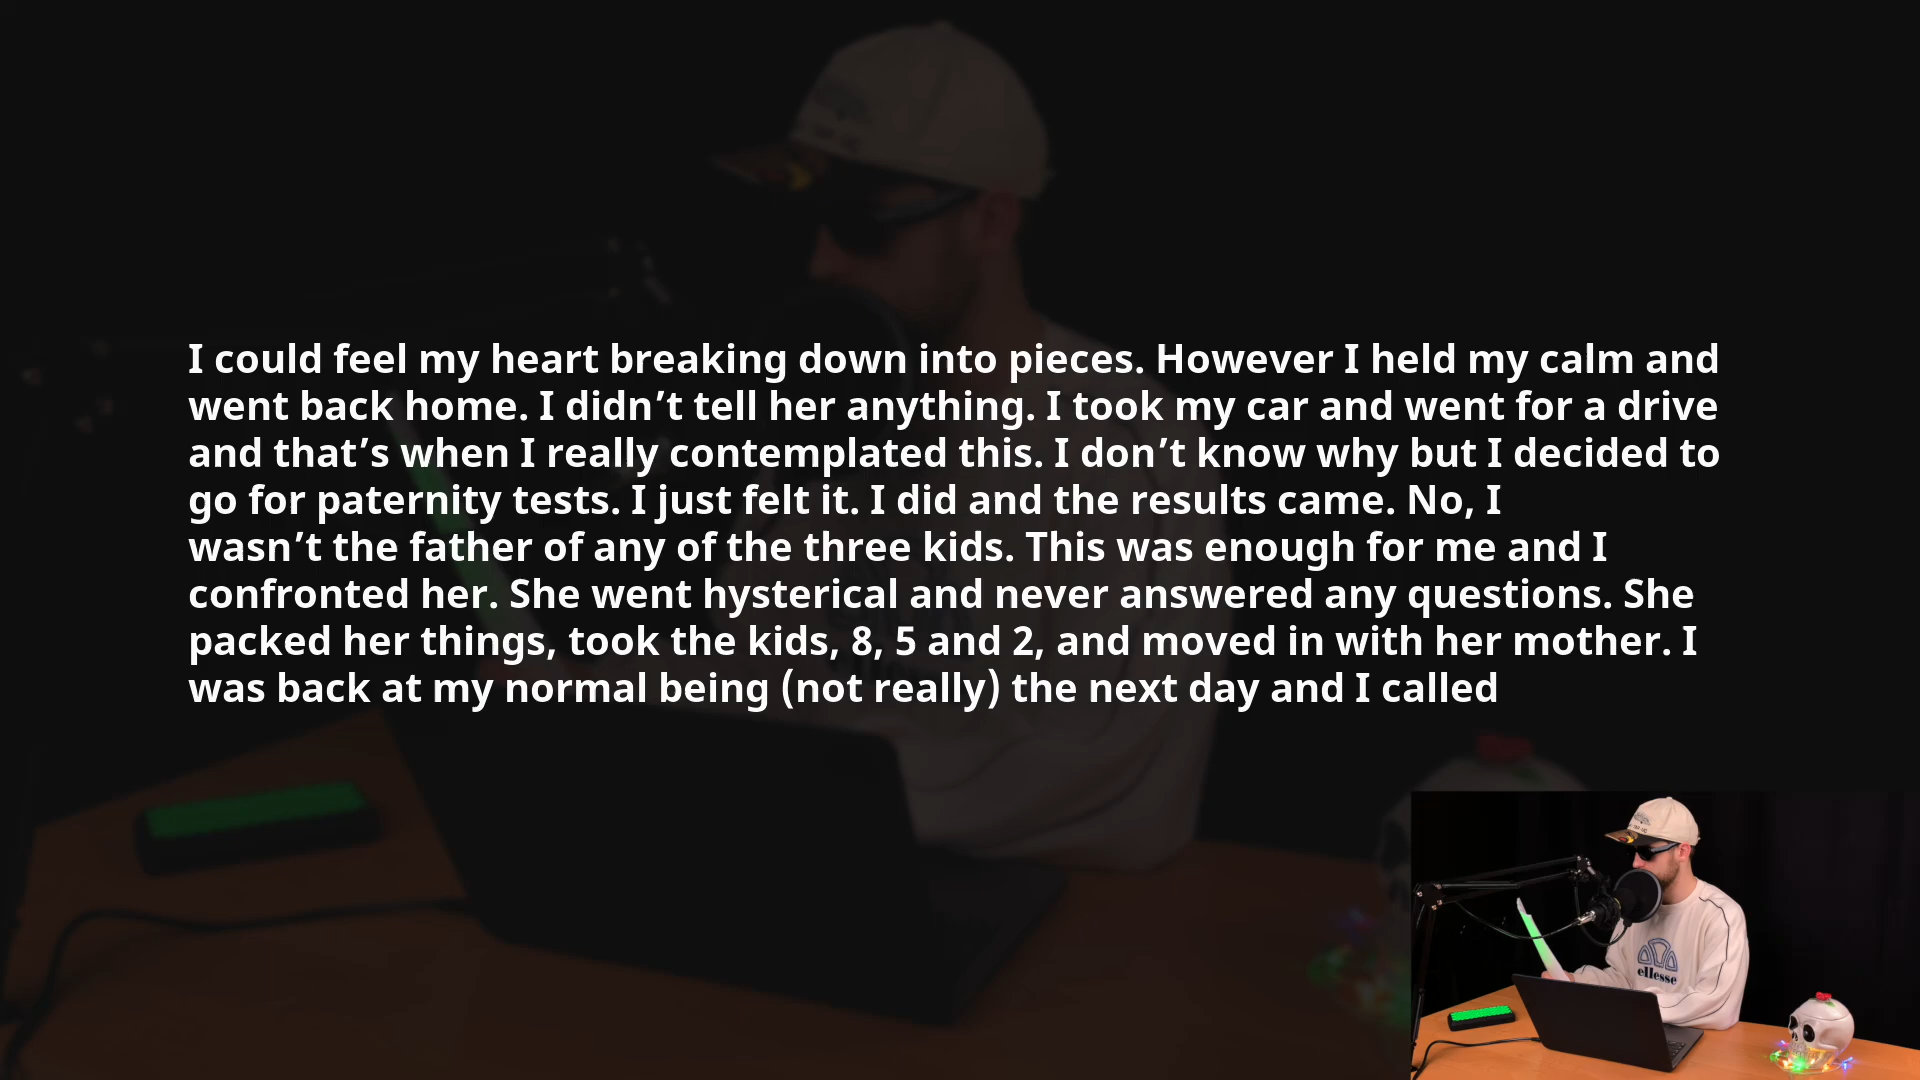 I could feel my heart breaking down into pieces. However I held my calm and
went back home. I didn’t tell her anything. I took my car and went for a drive
and that’s when I really contemplated this. I don’t know why but I decided to
go for paternity tests. I just felt it. I did and the results came. No, I
wasn’t the father of any of the three kids. This was enough for me and I
confronted her. She went hysterical and never answered any questions. She
packed her things, took the kids, 8, 5 and 2, and moved in with her mother. I
was back at my normal being (not really) the next day and I called
ellesse